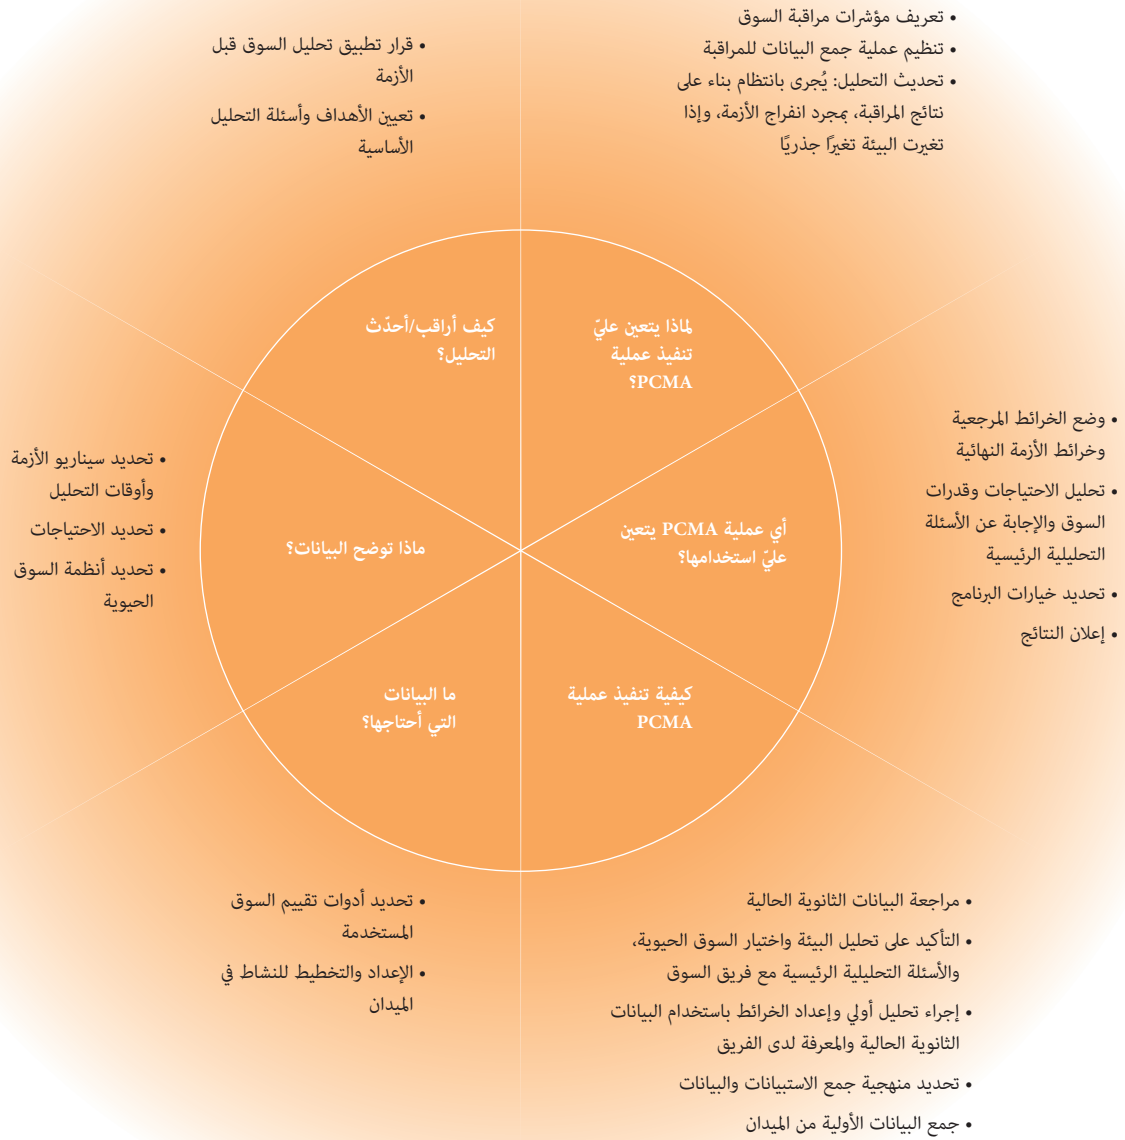 • تعريف مؤشرات مراقبة السوق
• تنظيم عملية جمع البيانات للمراقبة
• تحديث التحليل: يُجرى بانتظام بناء على
نتائج المراقبة، بمجرد انفراج الأزمة، وإذا
تغيرت البيئة تغيرًا جذريًا
• قرار تطبيق تحليل السوق قبل
الأزمة
• تعيين الأهداف وأسئلة التحليل
الأساسية
لماذا يتعين عليّ
تنفيذ عملية
PCMA؟
كيف أراقب/أحدّث
التحليل؟
• وضع الخرائط المرجعية
وخرائط الأزمة النهائية
• تحليل الاحتياجات وقدرات
السوق والإجابة عن الأسئلة
التحليلية الرئيسية
• تحديد خيارات البرنامج
• إعلان النتائج
أي عملية PCMA يتعين
عليّ استخدامها؟
ماذا توضح البيانات؟
• تحديد سيناريو الأزمة
وأوقات التحليل
• تحديد الاحتياجات
• تحديد أنظمة السوق
الحيوية
كيفية تنفيذ عملية
PCMA
ما البيانات
التي أحتاجها؟
• مراجعة البيانات الثانوية الحالية
• التأكيد على تحليل البيئة واختيار السوق الحيوية،
والأسئلة التحليلية الرئيسية مع فريق السوق
• إجراء تحليل أولي وإعداد الخرائط باستخدام البيانات
الثانوية الحالية والمعرفة لدى الفريق
• تحديد منهجية جمع الاستبيانات والبيانات
• جمع البيانات الأولية من الميدان
• تحديد أدوات تقييم السوق
المستخدمة
• الإعداد والتخطيط للنشاط في
الميدان